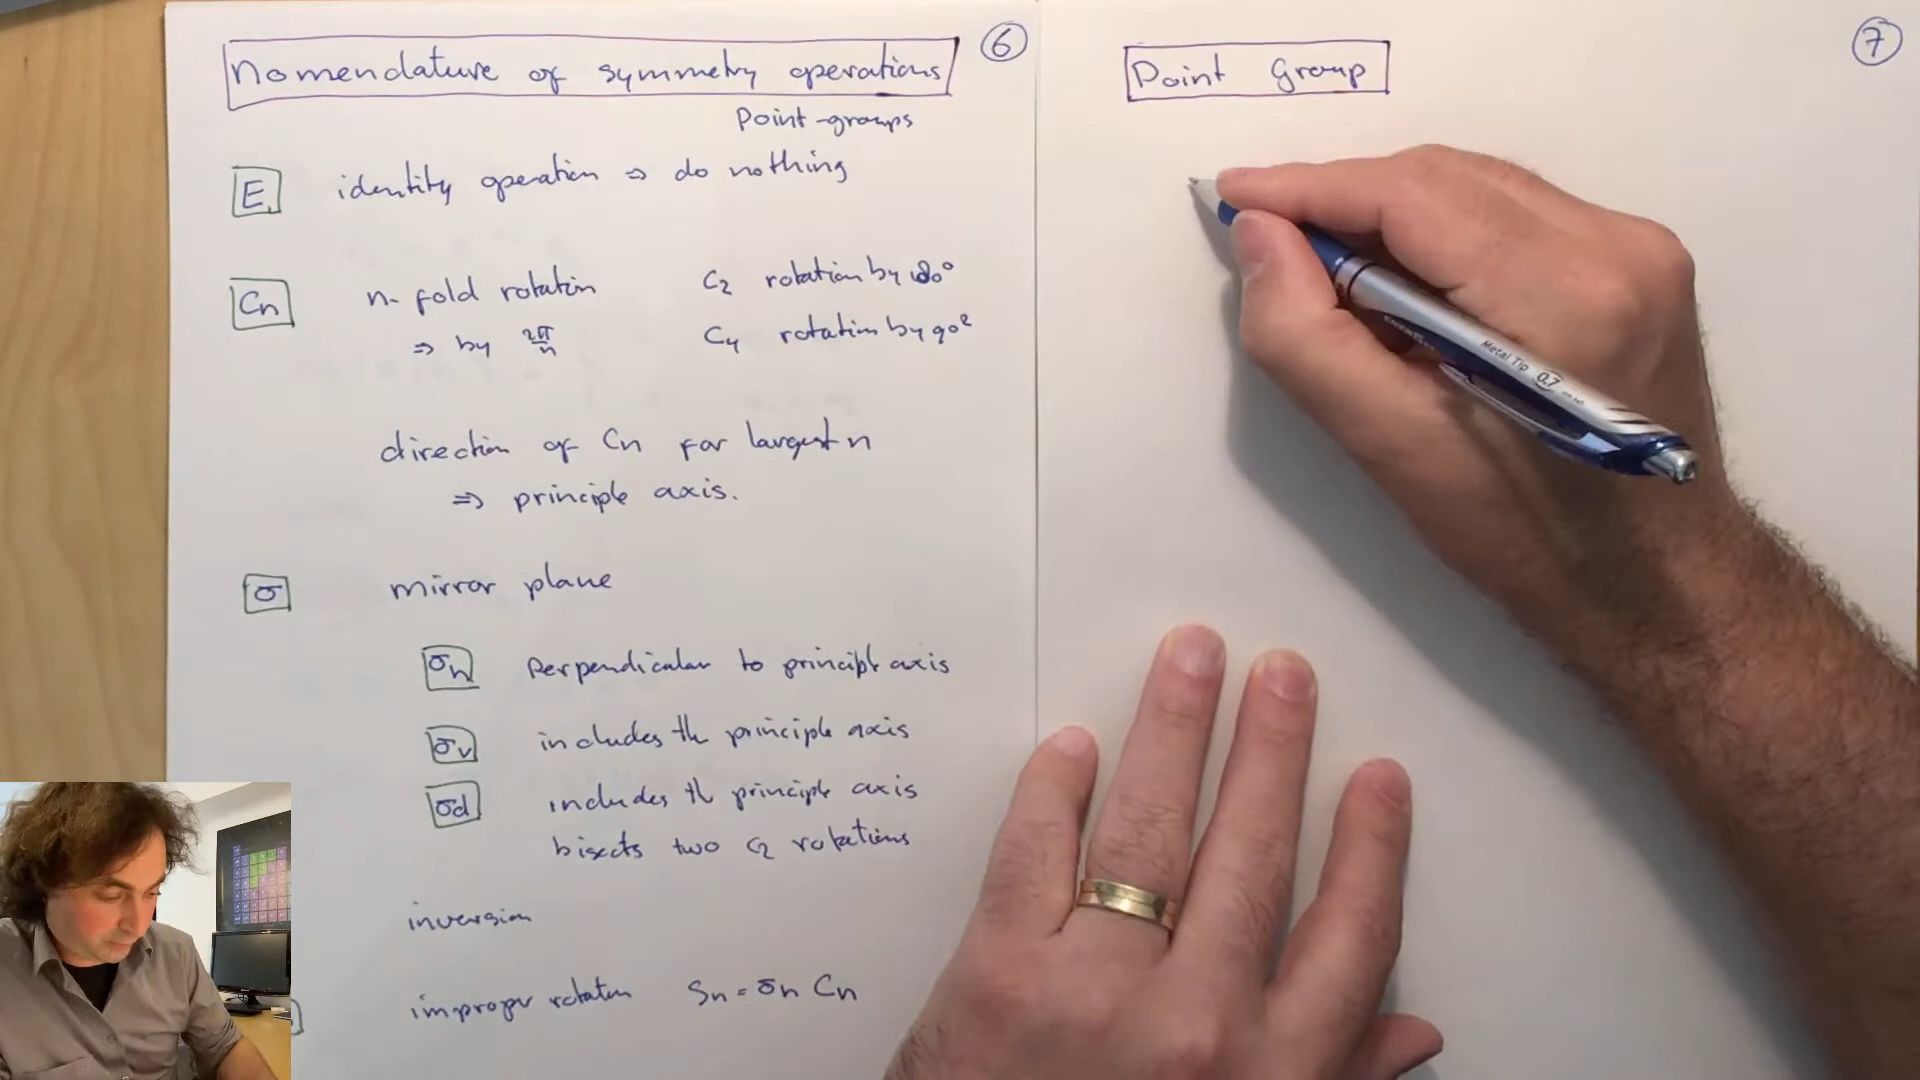 Nomenclature of symmetry operations
6
Point-groups
E identity operation ⇒ do nothing
Cn n-fold rotation C2 rotation by 180°
⇒ by 2π/n C4 rotation by 90°
direction of Cn for largest n
⇒ principle axis.
σ mirror plane
σh perpendicular to principle axis
σv includes the principle axis
σd includes the principle axis
bisects two C2 rotations
inversion
improper rotation Sn = σh Cn
Point Group
7
Metal Tip 0.7